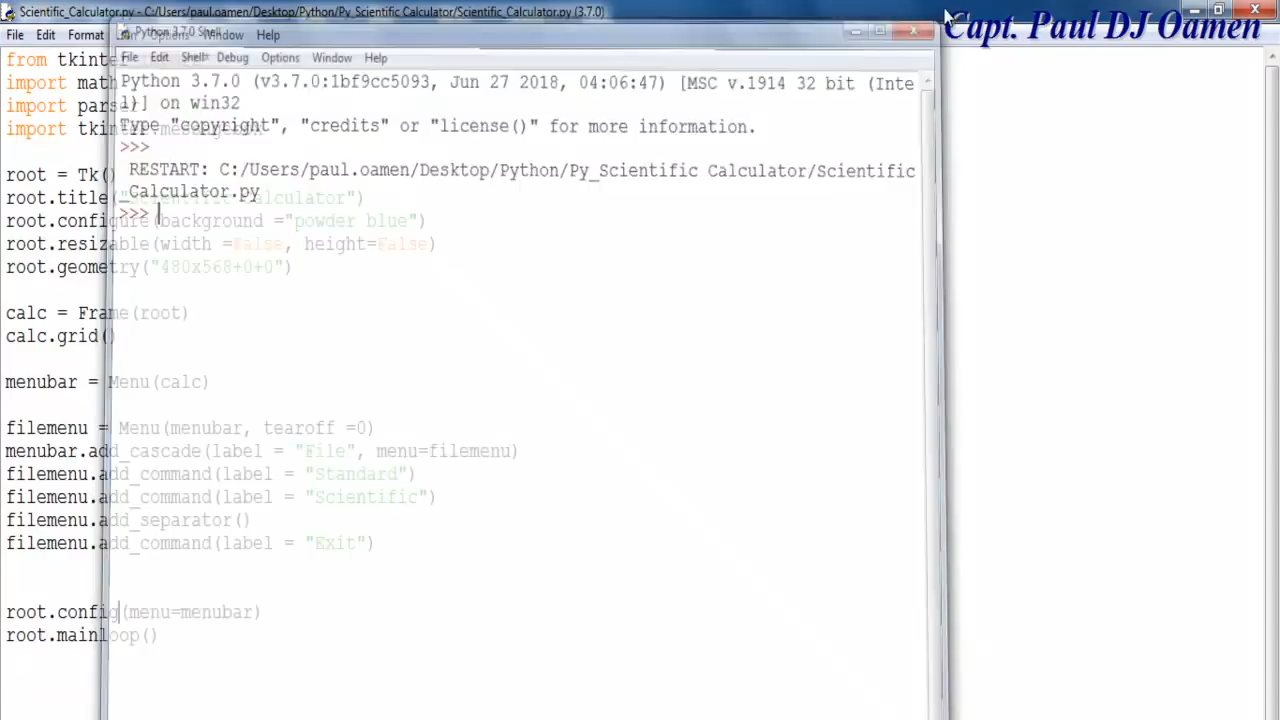 Scientific_Calculator.py - C:/Users/paul.oamen/Desktop/Python/Py_Scientific Calculator/Scientific_Calculator.py (3.7.0)
Capt. Paul DJ Oamen
File Edit Format Options Window Help
Python 3.7.0 Shell
File Edit Shell Debug Options Window Help
Python 3.7.0 (v3.7.0:1bf9cc5093, Jun 27 2018, 04:06:47) [MSC v.1914 32 bit (Inte
l)] on win32
Type "copyright", "credits" or "license()" for more information.
>>>
RESTART: C:/Users/paul.oamen/Desktop/Python/Py_Scientific Calculator/Scientific
_Calculator.py
>>>
from
import math
import
import
root = Tk()
root.title("Scientific Calculator")
root.configure(background ="powder blue")
root.resizable(width =False, height=False)
root.geometry("480x568+0+0")
calc = Frame(root)
calc.grid()
menubar = Menu(calc)
filemenu = Menu(menubar, tearoff =0)
menubar.add_cascade(label = "File", menu=filemenu)
filemenu.add_command(label = "Standard")
filemenu.add_command(label = "Scientific")
filemenu.add_separator()
filemenu.add_command(label = "Exit")
root.config(menu=menubar)
root.mainloop()